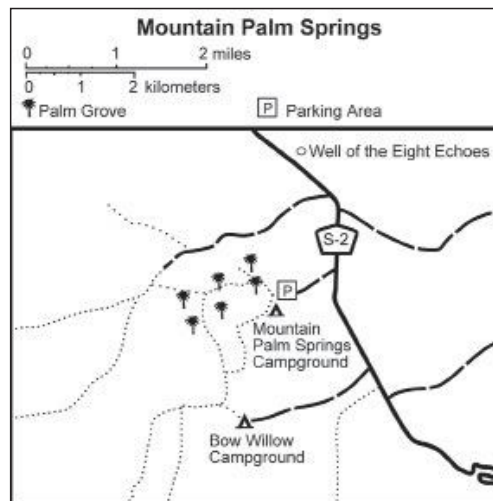 Mountain Palm Springs
0 1 2 miles
0 1 2 kilometers
Palm Grove
P Parking Area
Well of the Eight Echoes
S-2
P
Mountain
Palm Springs
Campground
Bow Willow
Campground